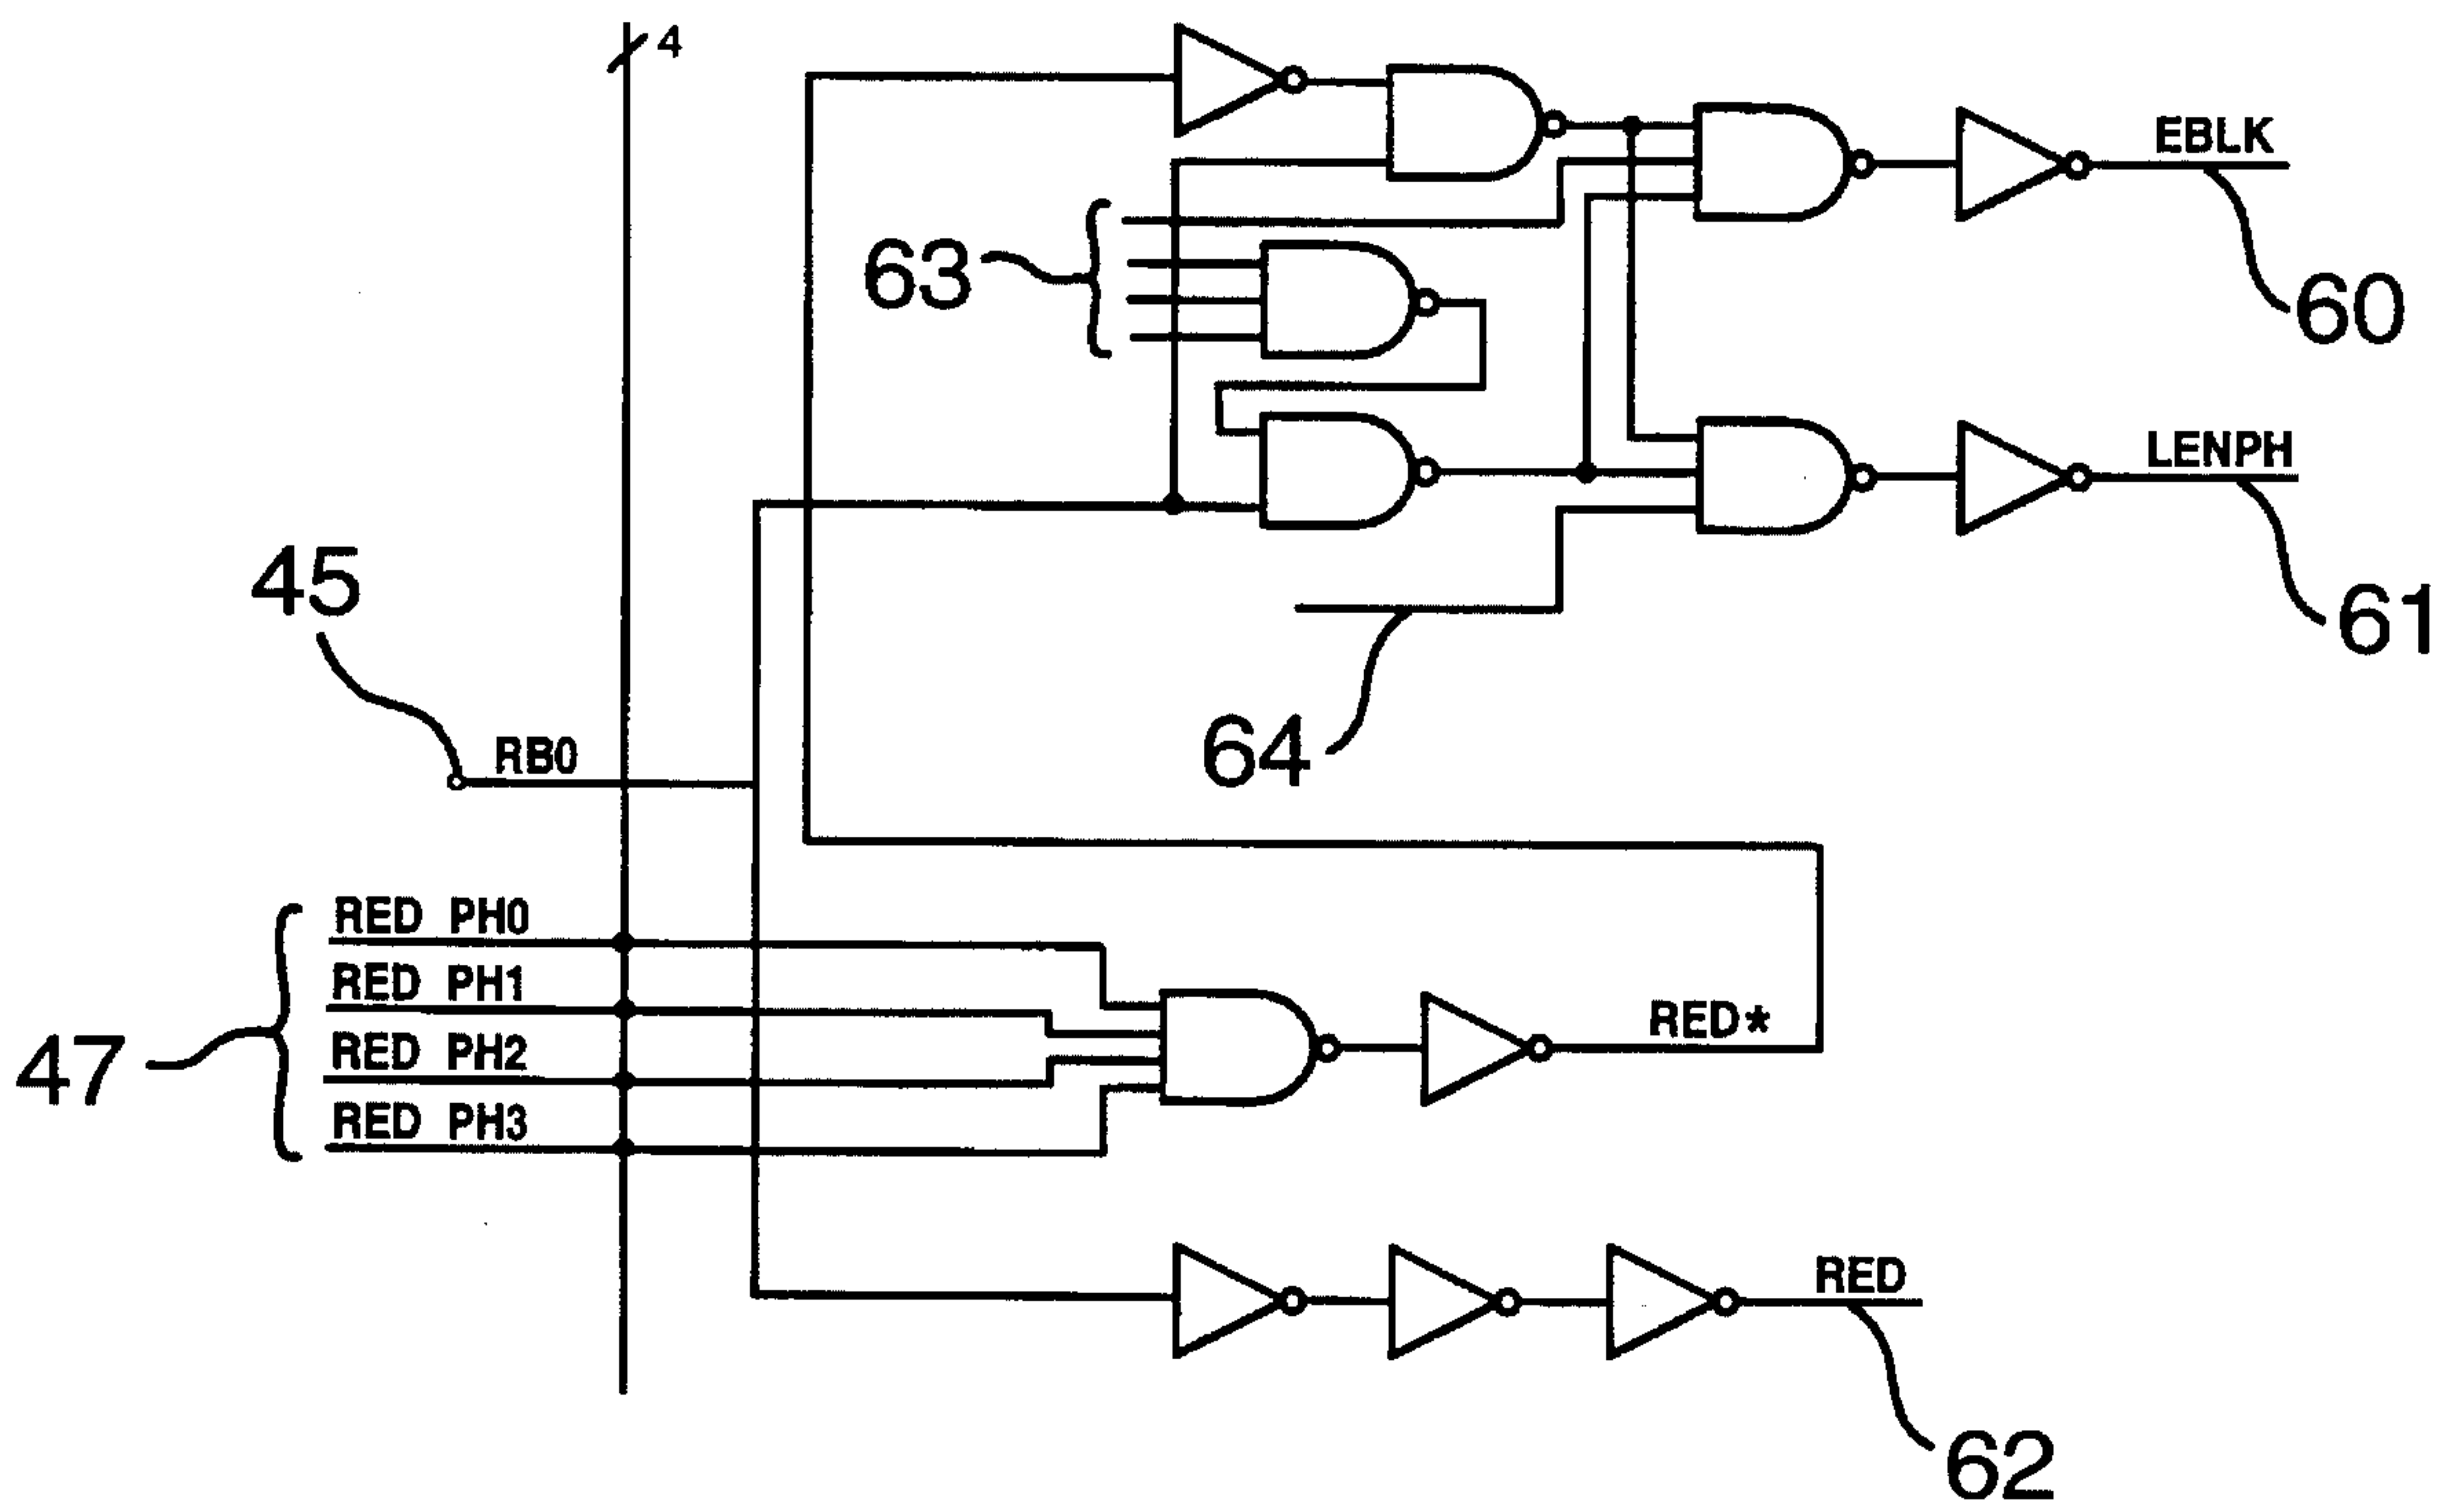 4
EBLK
63
60
LENPH
45
61
64
RB0
RED PH0
RED PH1
RED*
47
RED PH2
RED PH3
RED
62